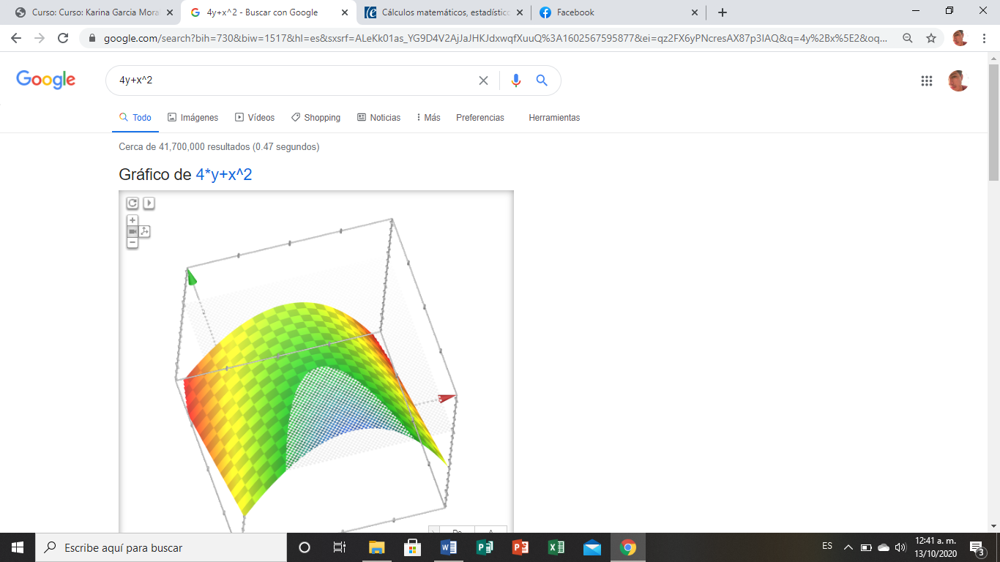 Curso: Curso: Karina Garcia Mora
4y+x^2 - Buscar con Google
Cálculos matemáticos, estadístic
Facebook
google.com/search?bih=730&biw=1517&hl=es&sxsrf=ALeKk01as_YG9D4V2AjJaJHKJdxwqfXuuQ%3A1602567595877&ei=qz2FX6yPNcresAX87p3IAQ&q=4y%2Bx%5E2&oq...
Google
4y+x^2
Todo
Imágenes
Vídeos
Shopping
Noticias
Más
Preferencias
Herramientas
Cerca de 41,700,000 resultados (0.47 segundos)
Gráfico de 4*y+x^2
Escribe aquí para buscar
ES
12:41 a. m.
13/10/2020
3